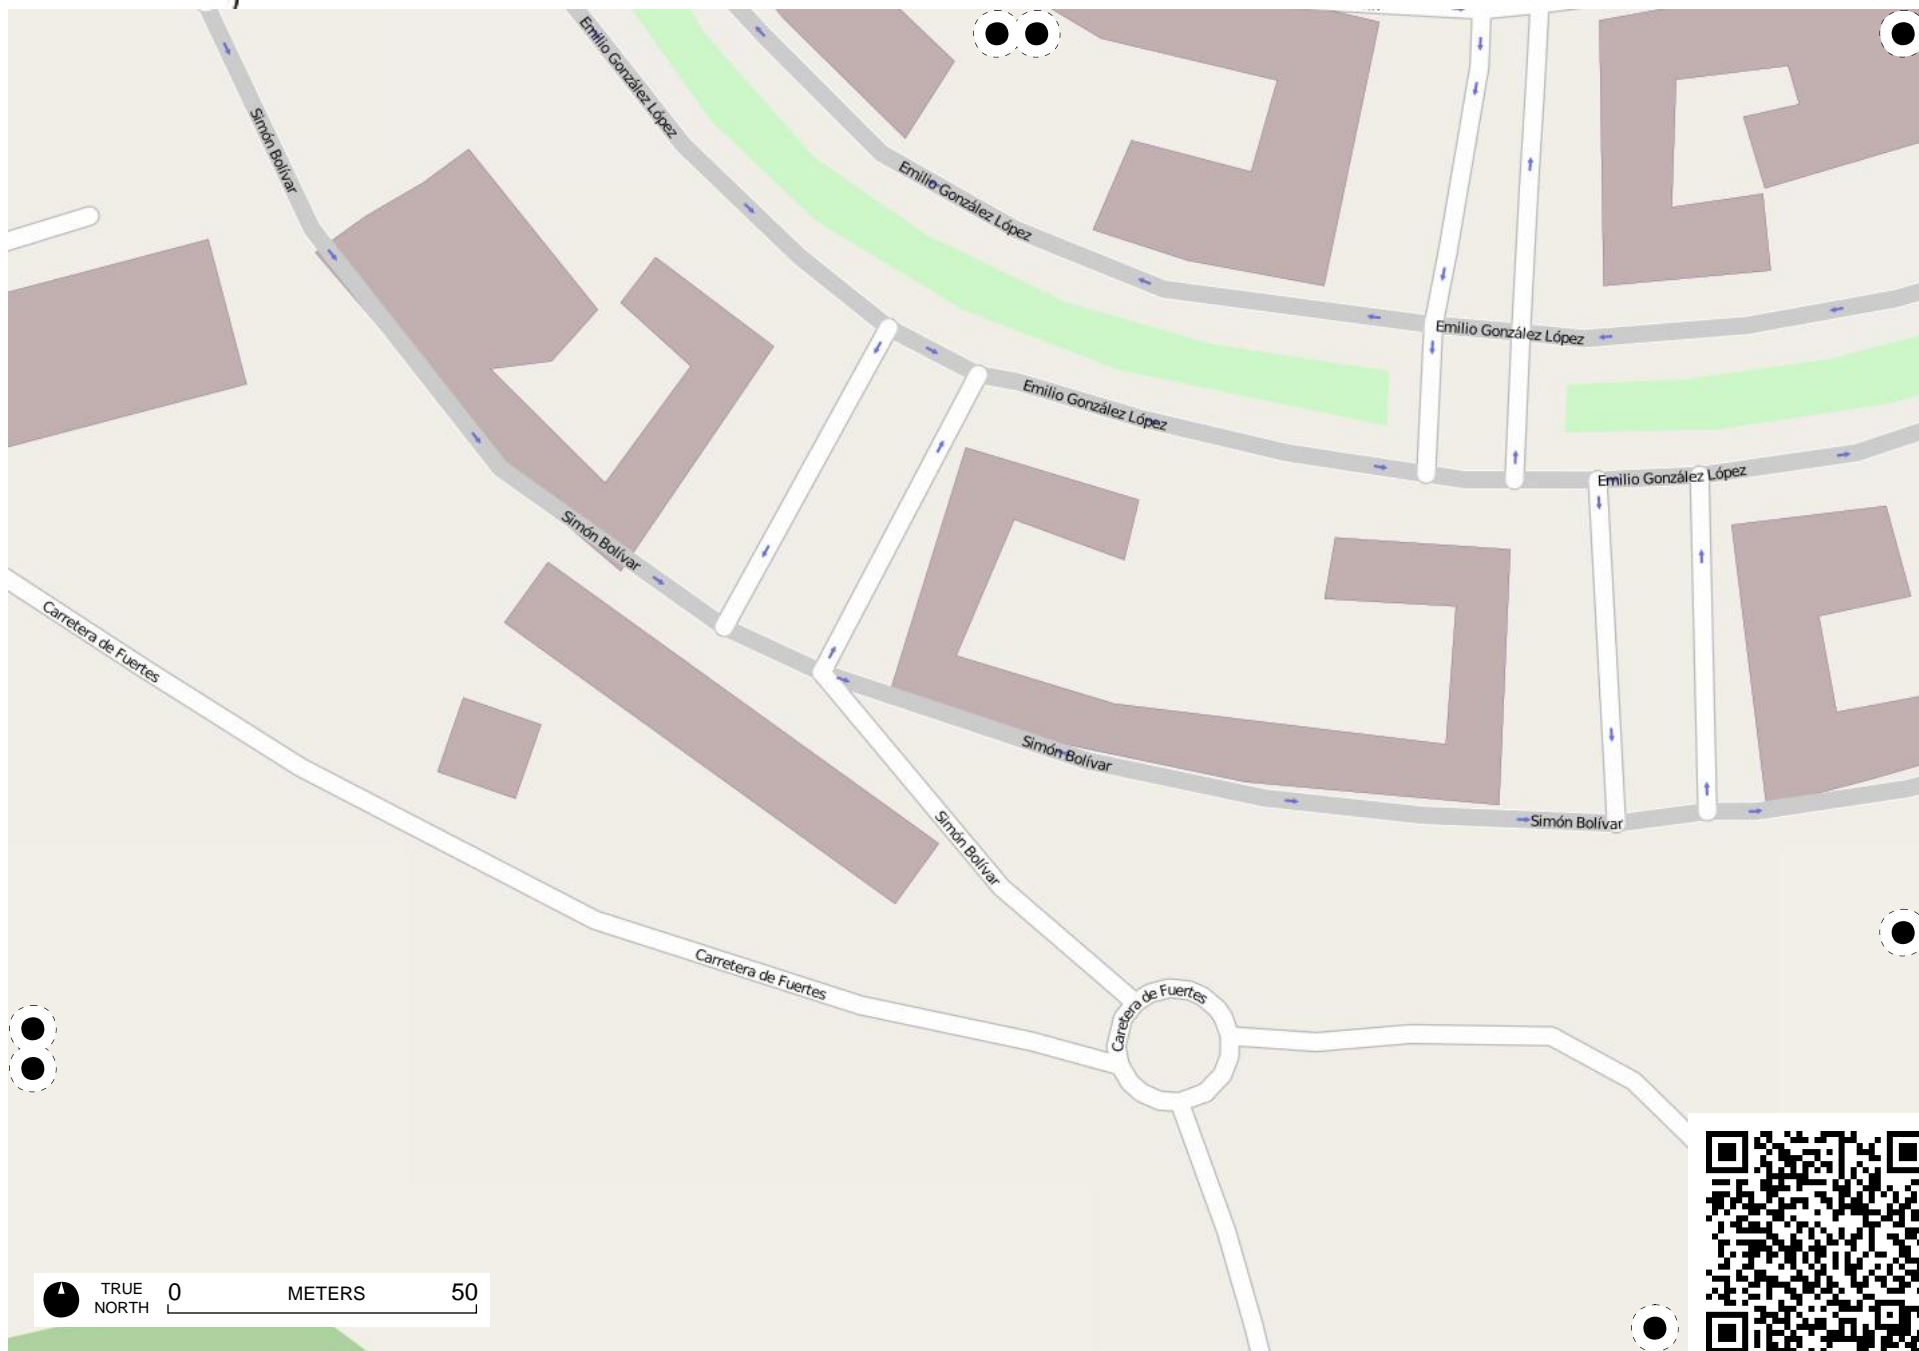 Emilio González López
Simón Bolívar
Emilio González López
Emilio González López
Emilio González López
Emilio González López
Simón Bolívar
Carretera de Fuertes
Simón Bolívar
Simón Bolívar
Simón Bolívar
Carretera de Fuertes
Caretera de Fuertes
TRUE
NORTH
0 METERS 50